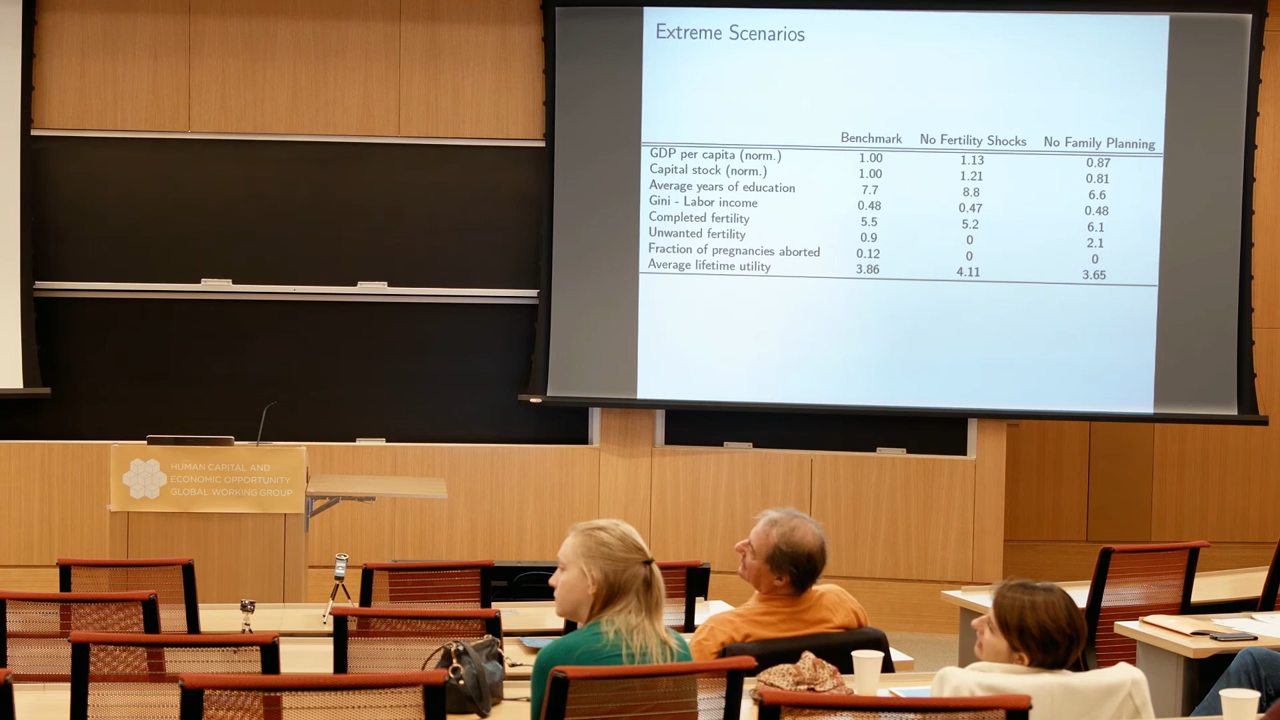 Extreme Scenarios
Benchmark No Fertility Shocks No Family Planning
GDP per capita (norm.) 1.00 1.13 0.87
Capital stock (norm.) 1.00 1.21 0.81
Average years of education 7.7 8.8 6.6
Gini - Labor income 0.48 0.47 0.48
Completed fertility 5.5 5.2 6.1
Unwanted fertility 0.9 0 2.1
Fraction of pregnancies aborted 0.12 0 0
Average lifetime utility 3.86 4.11 3.65
HUMAN CAPITAL AND
ECONOMIC OPPORTUNITY
GLOBAL WORKING GROUP